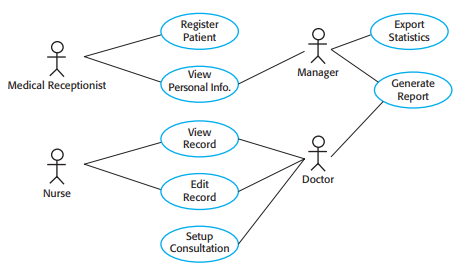 Register
Patient
Export
Statistics
Medical Receptionist
View
Personal Info.
Manager
Generate
Report
View
Record
Nurse
Edit
Record
Doctor
Setup
Consultation